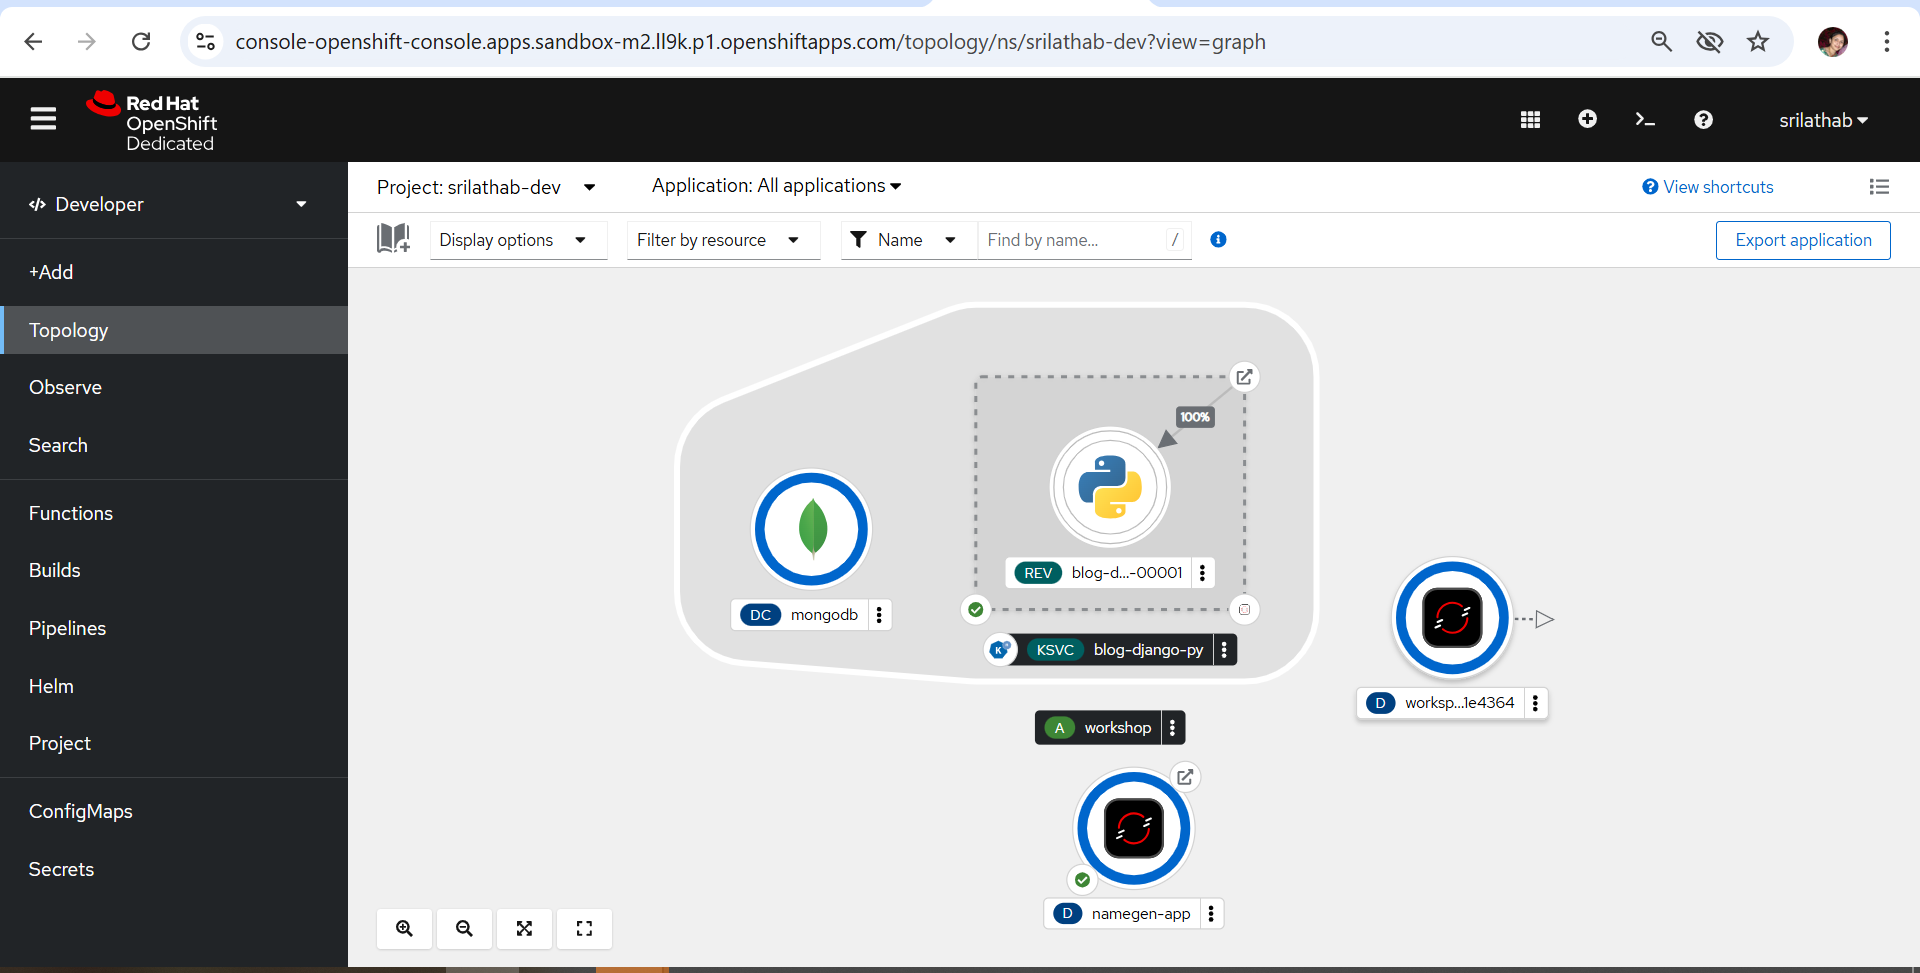 console-openshift-console.apps.sandbox-m2.ll9k.p1.openshiftapps.com/topology/ns/srilathab-dev?view=graph
Red Hat
OpenShift
Dedicated
srilathab
Developer
+Add
Topology
Observe
Search
Functions
Builds
Pipelines
Helm
Project
ConfigMaps
Secrets
Project: srilathab-dev
Application: All applications
View shortcuts
Display options
Filter by resource
Name
Find by name...
/
Export application
100%
REV blog-d...-00001
DC mongodb
KSVC blog-django-py
D worksp...1e4364
A workshop
D namegen-app